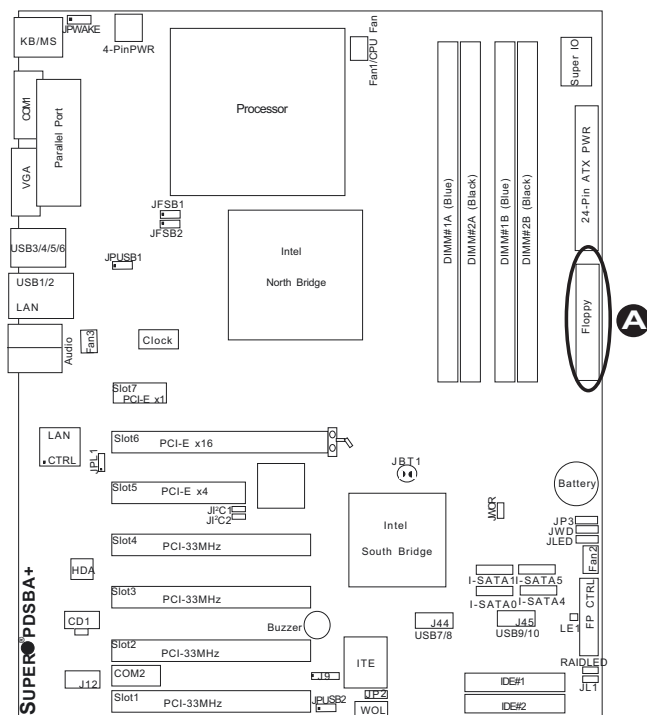 JPWAKE
KB/MS
4-PinPWR
Fan1/CPU Fan
Super IO
COM1
Parallel Port
VGA
Processor
DIMM#1A (Blue)
DIMM#2A (Black)
DIMM#1B (Blue)
DIMM#2B (Black)
24-Pin ATX PWR
JFSB1
JFSB2
USB3/4/5/6
JPUSB1
Intel
North Bridge
USB1/2
LAN
Floppy
A
Audio
Fan3
Clock
Slot7
PCI-E x1
LAN
CTRL
JPL1
Slot6
PCI-E x16
JBT1
Slot5
PCI-E x4
Battery
JI²C1
JI²C2
JWOR
JP3
JWD
JLED
Intel
South Bridge
Slot4
PCI-33MHz
Fan2
HDA
I-SATA1
I-SATA5
I-SATA0
I-SATA4
Slot3
PCI-33MHz
FP CTRL
CD1
Buzzer
J44
USB7/8
J45
USB9/10
LE1
SUPER® PDSBA+
Slot2
PCI-33MHz
ITE
RAIDLED
J12
COM2
J9
IDE#1
JL1
JP2
Slot1
PCI-33MHz
JPUSB2
WOL
IDE#2